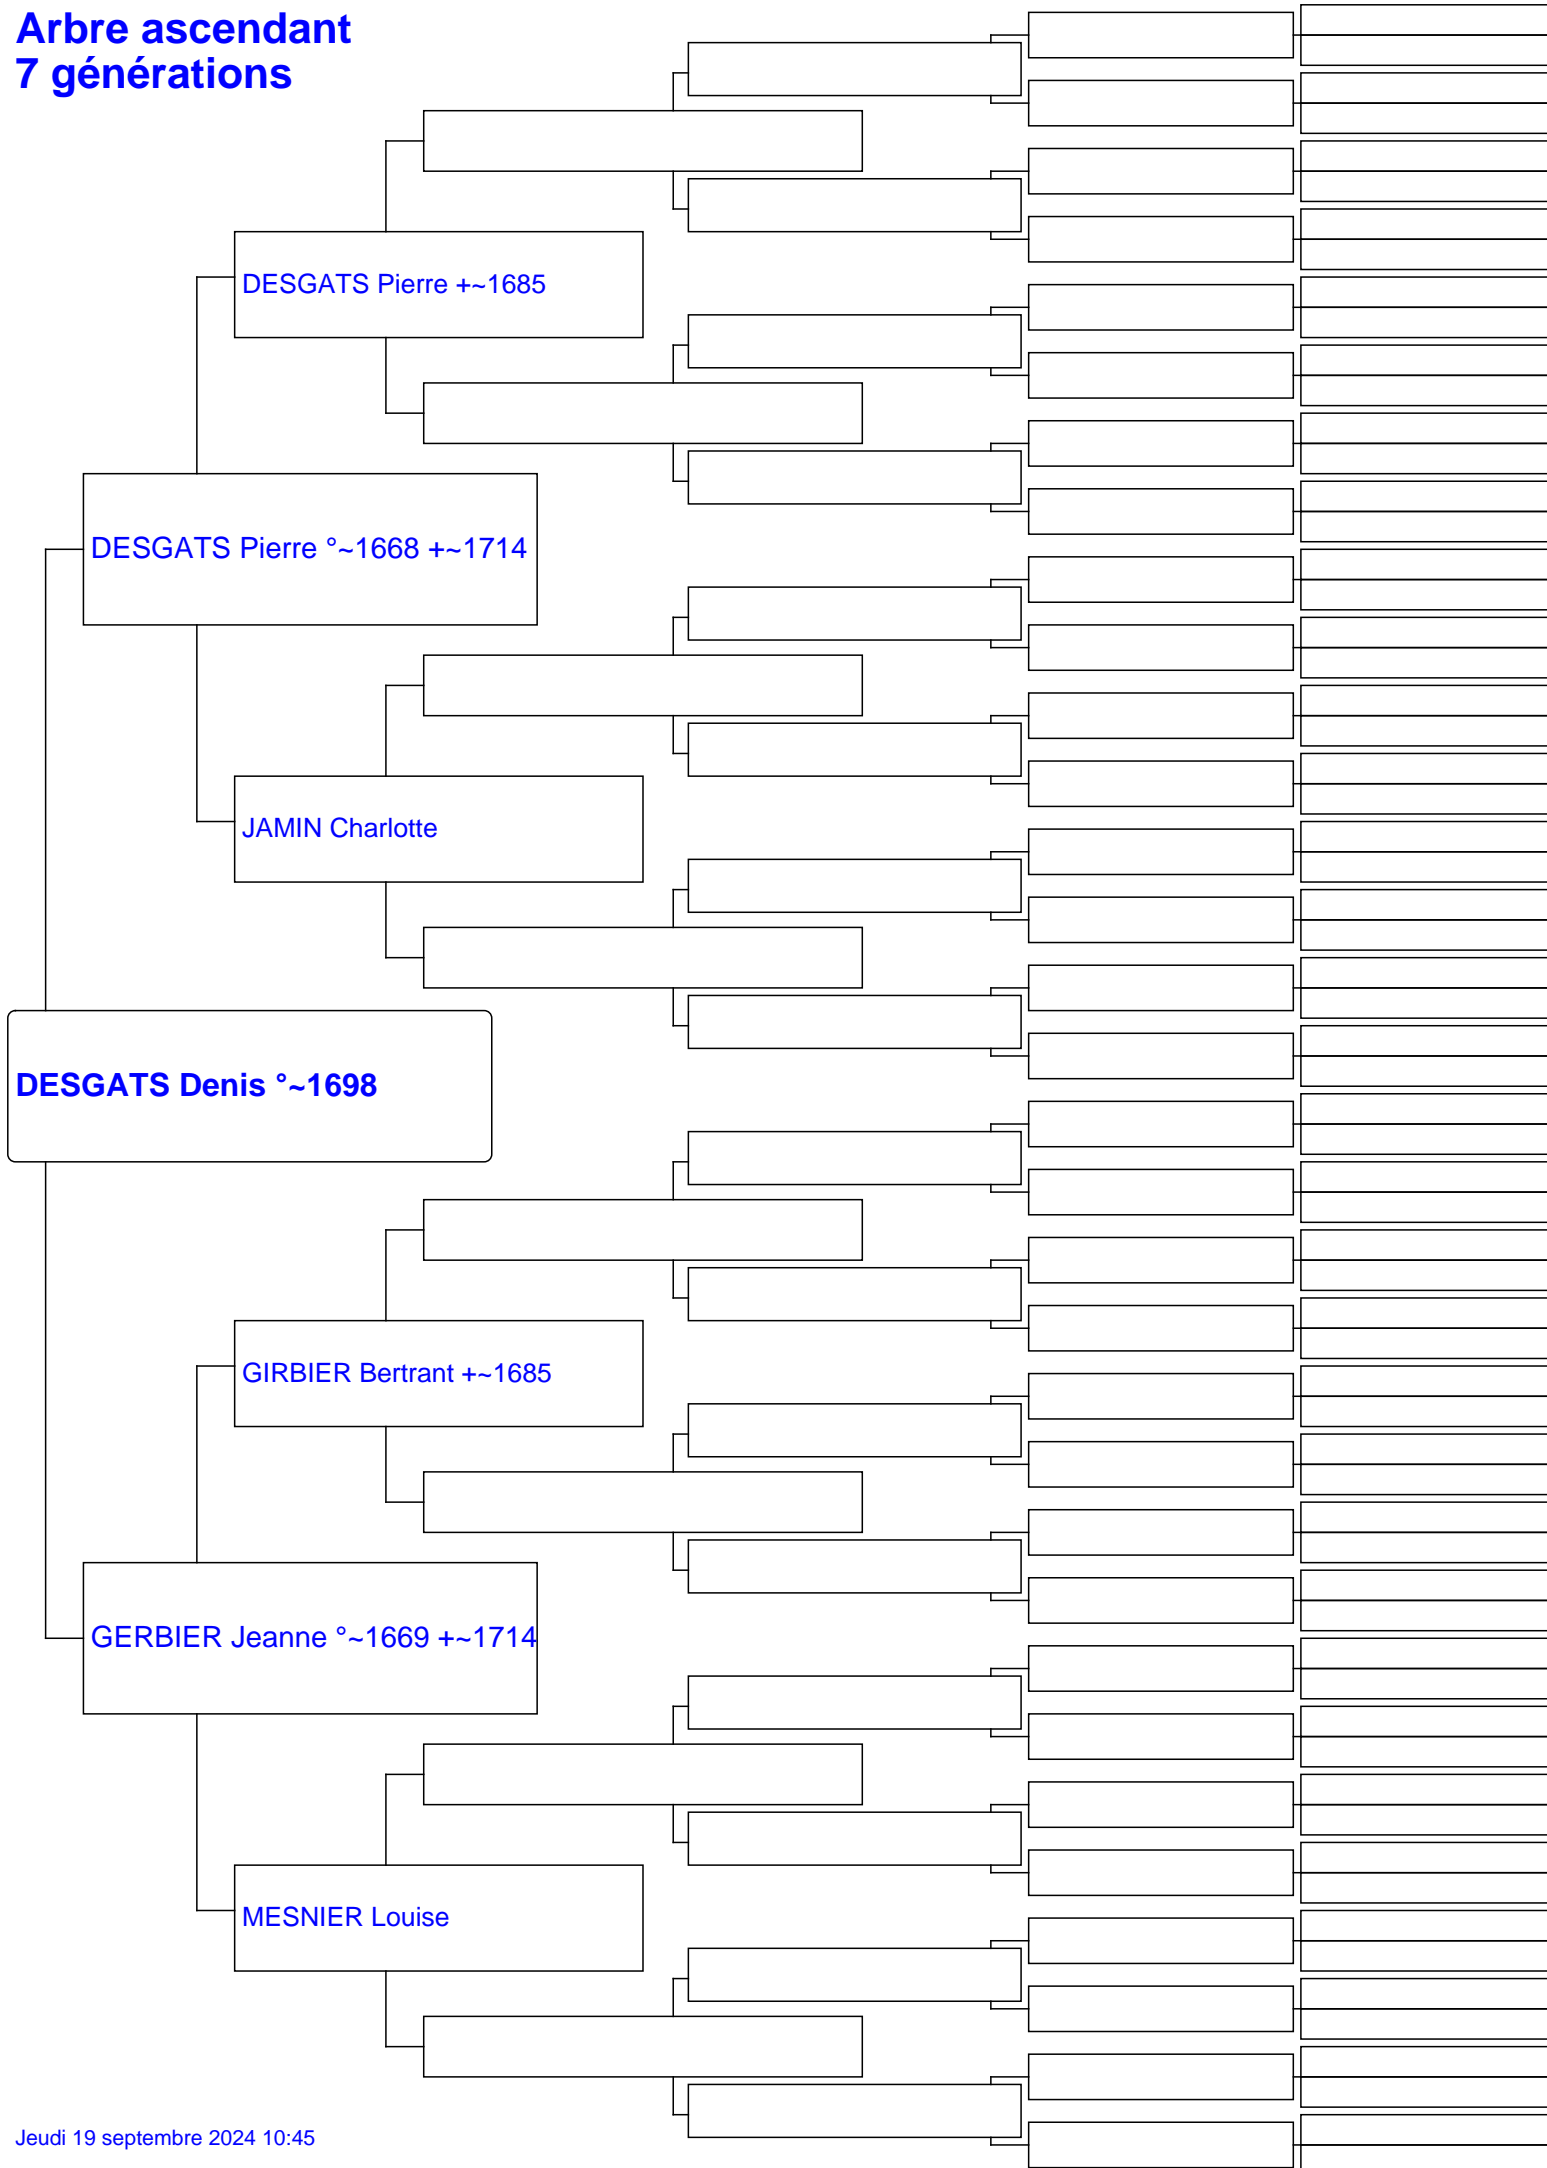 Arbre ascendant
7 générations
DESGATS Pierre +~1685
DESGATS Pierre °~1668 +~1714
JAMIN Charlotte
DESGATS Denis °~1698
GIRBIER Bertrant +~1685
GERBIER Jeanne °~1669 +~1714
MESNIER Louise
Jeudi 19 septembre 2024 10:45